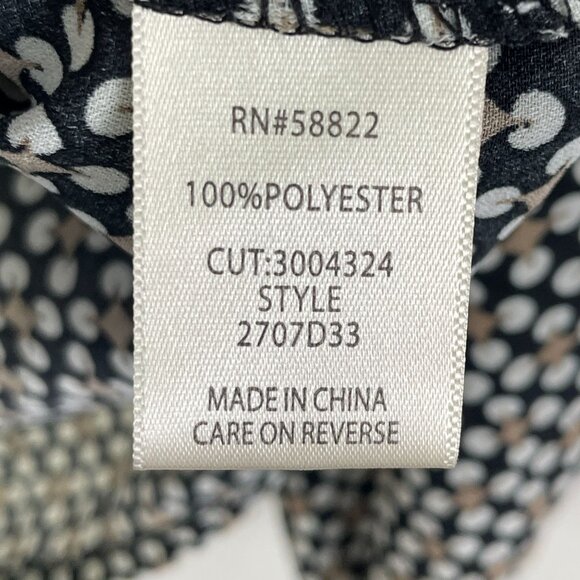 RN#58822
100%POLYESTER
CUT:3004324
STYLE
2707D33
MADE IN CHINA
CARE ON REVERSE